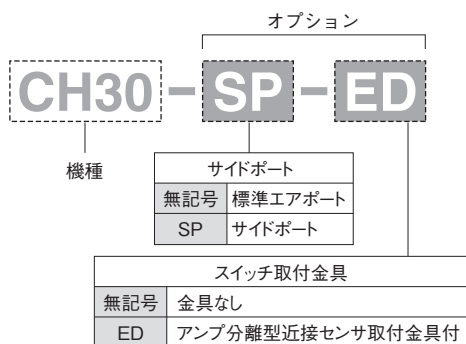 オプション
CH30-SP-ED
機種
サイドポート
無記号 標準エアポート
SP サイドポート
スイッチ取付金具
無記号 金具なし
ED アンプ分離型近接センサ取付金具付